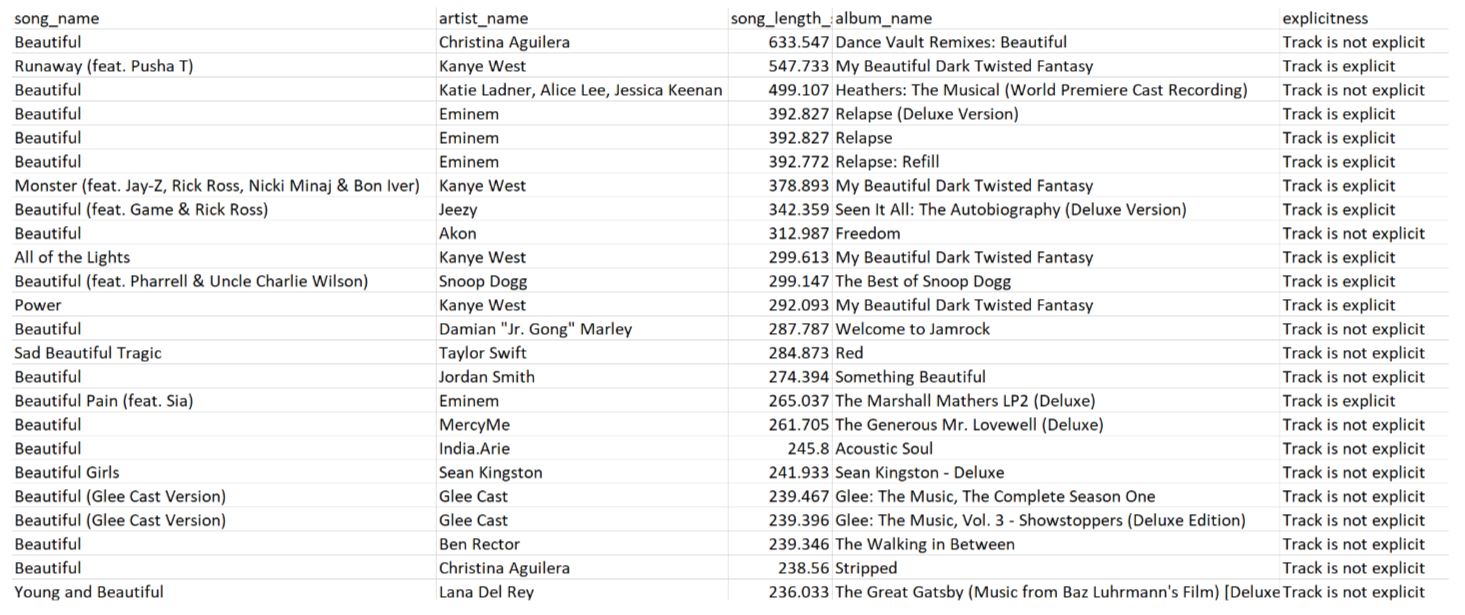 song_name artist_name song_length_ album_name explicitness
Beautiful Christina Aguilera 633.547 Dance Vault Remixes: Beautiful Track is not explicit
Runaway (feat. Pusha T) Kanye West 547.733 My Beautiful Dark Twisted Fantasy Track is explicit
Beautiful Katie Ladner, Alice Lee, Jessica Keenan 499.107 Heathers: The Musical (World Premiere Cast Recording) Track is not explicit
Beautiful Eminem 392.827 Relapse (Deluxe Version) Track is explicit
Beautiful Eminem 392.827 Relapse Track is explicit
Beautiful Eminem 392.772 Relapse: Refill Track is explicit
Monster (feat. Jay-Z, Rick Ross, Nicki Minaj & Bon Iver) Kanye West 378.893 My Beautiful Dark Twisted Fantasy Track is explicit
Beautiful (feat. Game & Rick Ross) Jeezy 342.359 Seen It All: The Autobiography (Deluxe Version) Track is explicit
Beautiful Akon 312.987 Freedom Track is not explicit
All of the Lights Kanye West 299.613 My Beautiful Dark Twisted Fantasy Track is explicit
Beautiful (feat. Pharrell & Uncle Charlie Wilson) Snoop Dogg 299.147 The Best of Snoop Dogg Track is explicit
Power Kanye West 292.093 My Beautiful Dark Twisted Fantasy Track is explicit
Beautiful Damian "Jr. Gong" Marley 287.787 Welcome to Jamrock Track is not explicit
Sad Beautiful Tragic Taylor Swift 284.873 Red Track is not explicit
Beautiful Jordan Smith 274.394 Something Beautiful Track is not explicit
Beautiful Pain (feat. Sia) Eminem 265.037 The Marshall Mathers LP2 (Deluxe) Track is explicit
Beautiful MercyMe 261.705 The Generous Mr. Lovewell (Deluxe) Track is not explicit
Beautiful India.Arie 245.8 Acoustic Soul Track is not explicit
Beautiful Girls Sean Kingston 241.933 Sean Kingston - Deluxe Track is not explicit
Beautiful (Glee Cast Version) Glee Cast 239.467 Glee: The Music, The Complete Season One Track is not explicit
Beautiful (Glee Cast Version) Glee Cast 239.396 Glee: The Music, Vol. 3 - Showstoppers (Deluxe Edition) Track is not explicit
Beautiful Ben Rector 239.346 The Walking in Between Track is not explicit
Beautiful Christina Aguilera 238.56 Stripped Track is not explicit
Young and Beautiful Lana Del Rey 236.033 The Great Gatsby (Music from Baz Luhrmann's Film) [Deluxe Track is not explicit